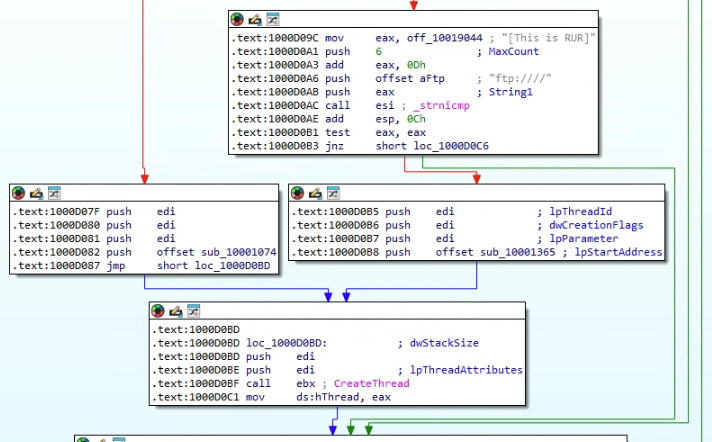 .text:1000D09C mov eax, off_10019044 ; "[This is RUR]"
.text:1000D0A1 push 6 ; MaxCount
.text:1000D0A3 add eax, 0Dh
.text:1000D0A6 push offset aFtp ; "ftp:////"
.text:1000D0AB push eax ; String1
.text:1000D0AC call esi ; _strnicmp
.text:1000D0AE add esp, 0Ch
.text:1000D0B1 test eax, eax
.text:1000D0B3 jnz short loc_1000D0C6
.text:1000D07F push edi
.text:1000D080 push edi
.text:1000D081 push edi
.text:1000D082 push offset sub_10001074
.text:1000D087 jmp short loc_1000D0BD
.text:1000D0B5 push edi ; lpThreadId
.text:1000D0B6 push edi ; dwCreationFlags
.text:1000D0B7 push edi ; lpParameter
.text:1000D0B8 push offset sub_10001365 ; lpStartAddress
.text:1000D0BD
.text:1000D0BD loc_1000D0BD: ; dwStackSize
.text:1000D0BD push edi
.text:1000D0BE push edi ; lpThreadAttributes
.text:1000D0BF call ebx ; CreateThread
.text:1000D0C1 mov ds:hThread, eax